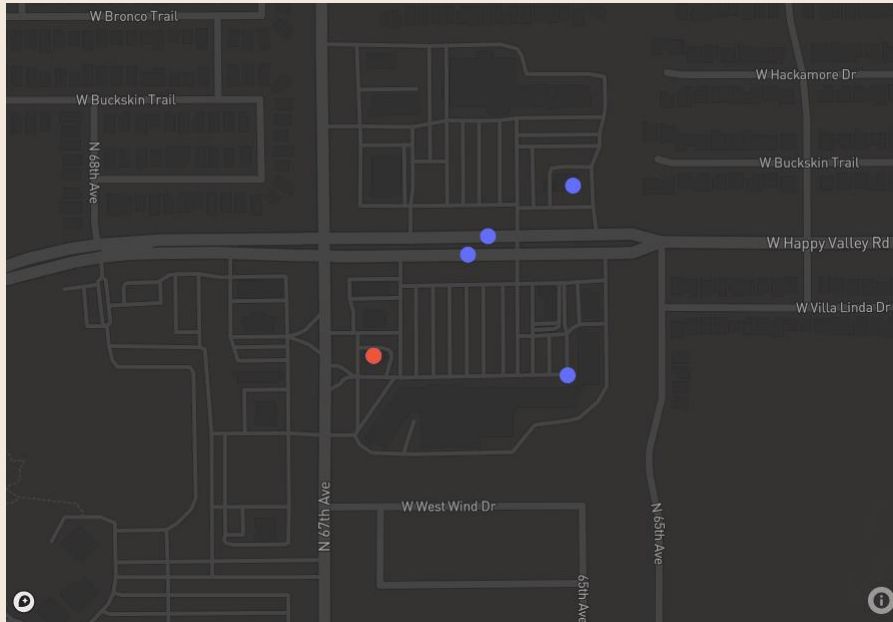 W Bronco Trail
W Hackamore Dr
W Buckskin Trail
N 68th Ave
W Buckskin Trail
W Happy Valley Rd
W Villa Linda Dr
W West Wind Dr
N 67th Ave
N 65th Ave
65th Ave